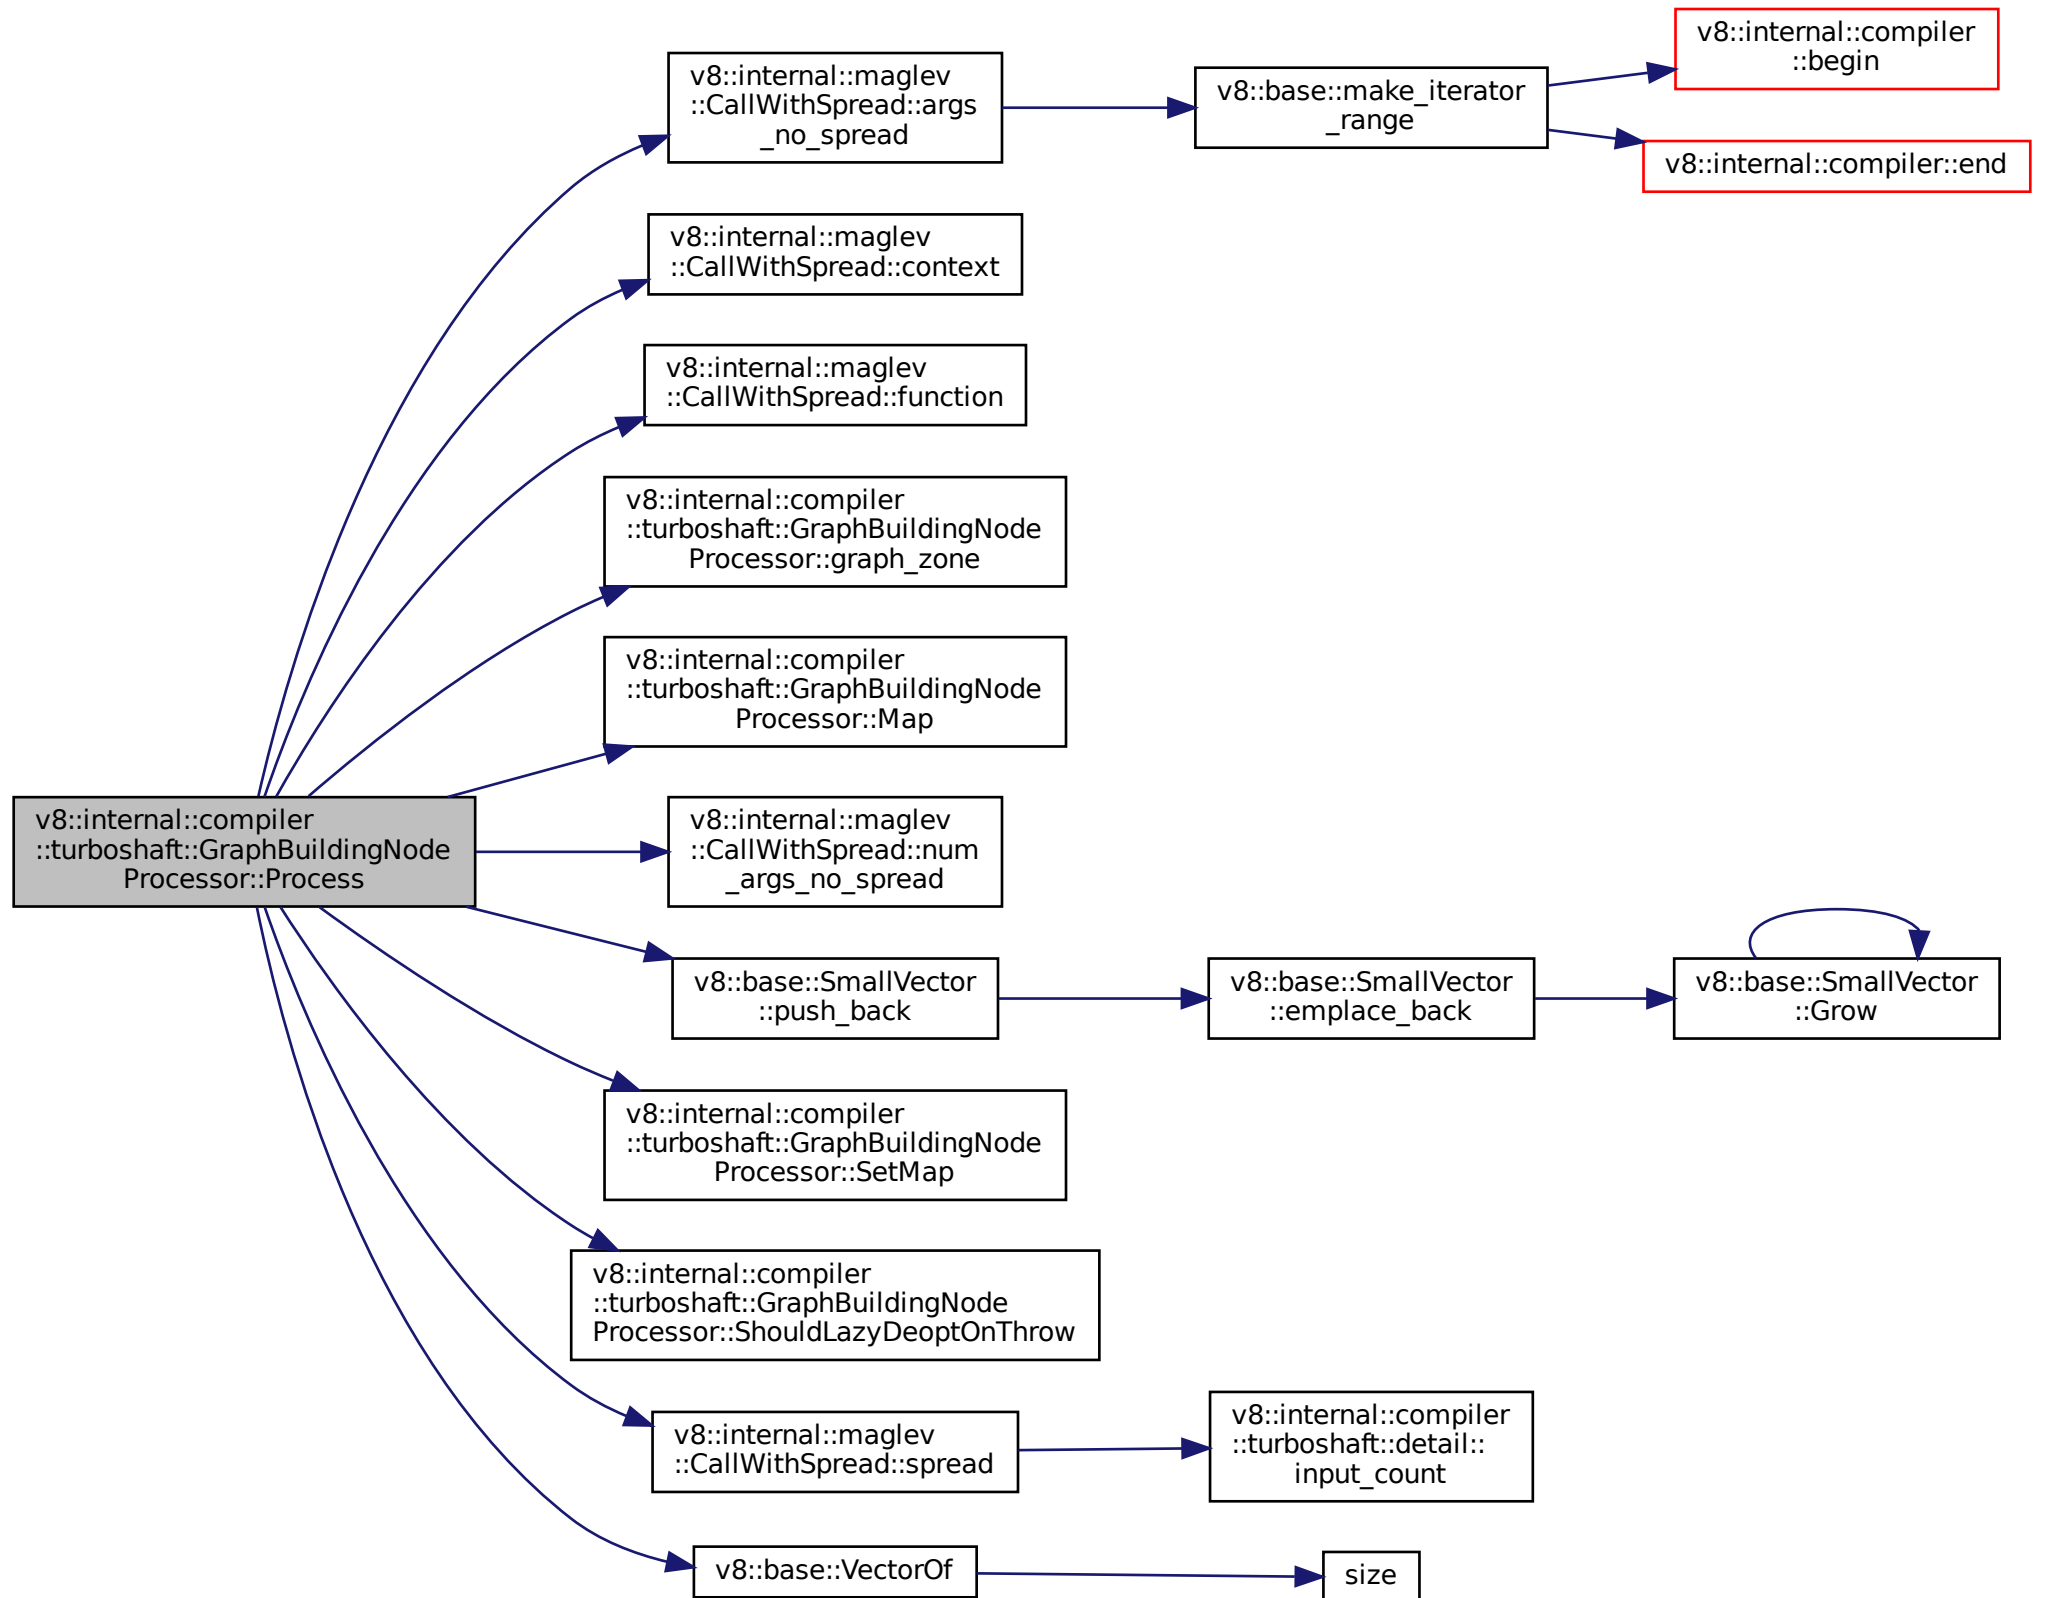 v8::internal::compiler
::turboshaft::GraphBuildingNode
Processor::Process
v8::internal::maglev
::CallWithSpread::args
_no_spread
v8::base::make_iterator
_range
v8::internal::compiler
::begin
v8::internal::compiler::end
v8::internal::maglev
::CallWithSpread::context
v8::internal::maglev
::CallWithSpread::function
v8::internal::compiler
::turboshaft::GraphBuildingNode
Processor::graph_zone
v8::internal::compiler
::turboshaft::GraphBuildingNode
Processor::Map
v8::internal::maglev
::CallWithSpread::num
_args_no_spread
v8::base::SmallVector
::push_back
v8::base::SmallVector
::emplace_back
v8::base::SmallVector
::Grow
v8::internal::compiler
::turboshaft::GraphBuildingNode
Processor::SetMap
v8::internal::compiler
::turboshaft::GraphBuildingNode
Processor::ShouldLazyDeoptOnThrow
v8::internal::maglev
::CallWithSpread::spread
v8::internal::compiler
::turboshaft::detail::
input_count
v8::base::VectorOf
size